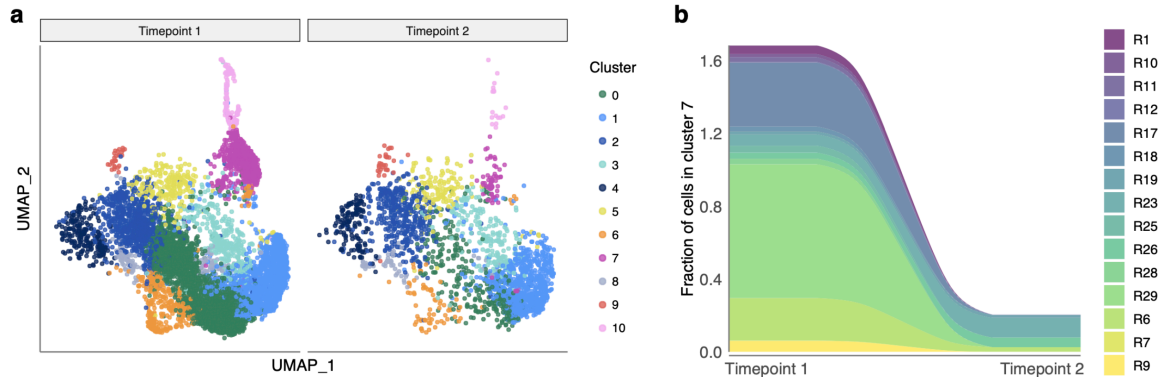 a
Timepoint 1
Timepoint 2
UMAP_2
UMAP_1
Cluster
0
1
2
3
4
5
6
7
8
9
10
b
Fraction of cells in cluster 7
1.6
1.2
0.8
0.4
0.0
Timepoint 1
Timepoint 2
R1
R10
R11
R12
R17
R18
R19
R23
R25
R26
R28
R29
R6
R7
R9